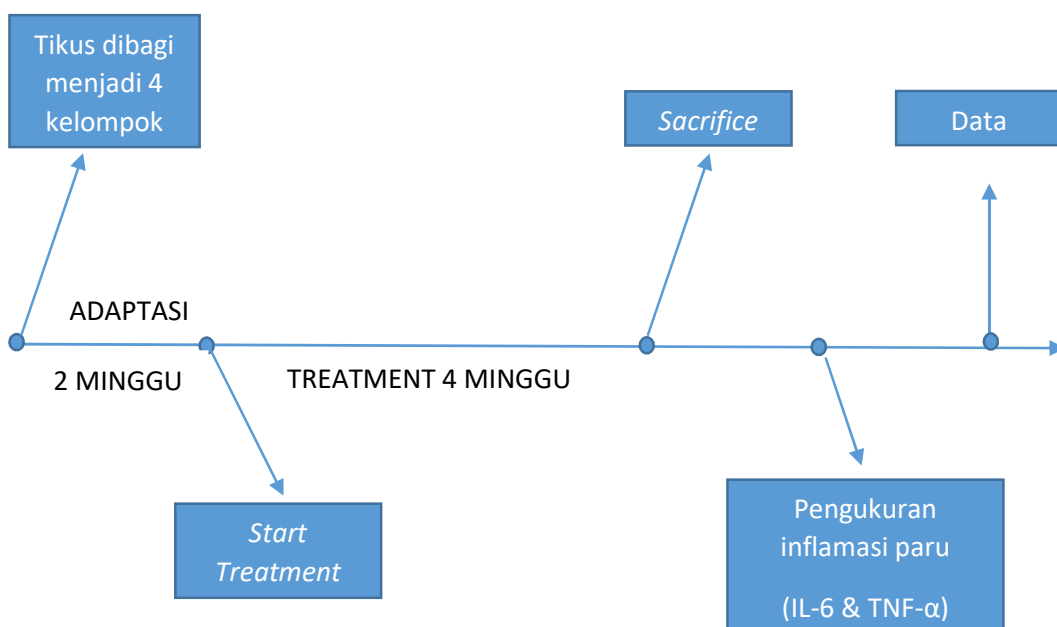 Tikus dibagi
menjadi 4
kelompok
Sacrifice
Data
ADAPTASI
2 MINGGU
TREATMENT 4 MINGGU
Start
Treatment
Pengukuran
inflamasi paru
(IL-6 & TNF-α)